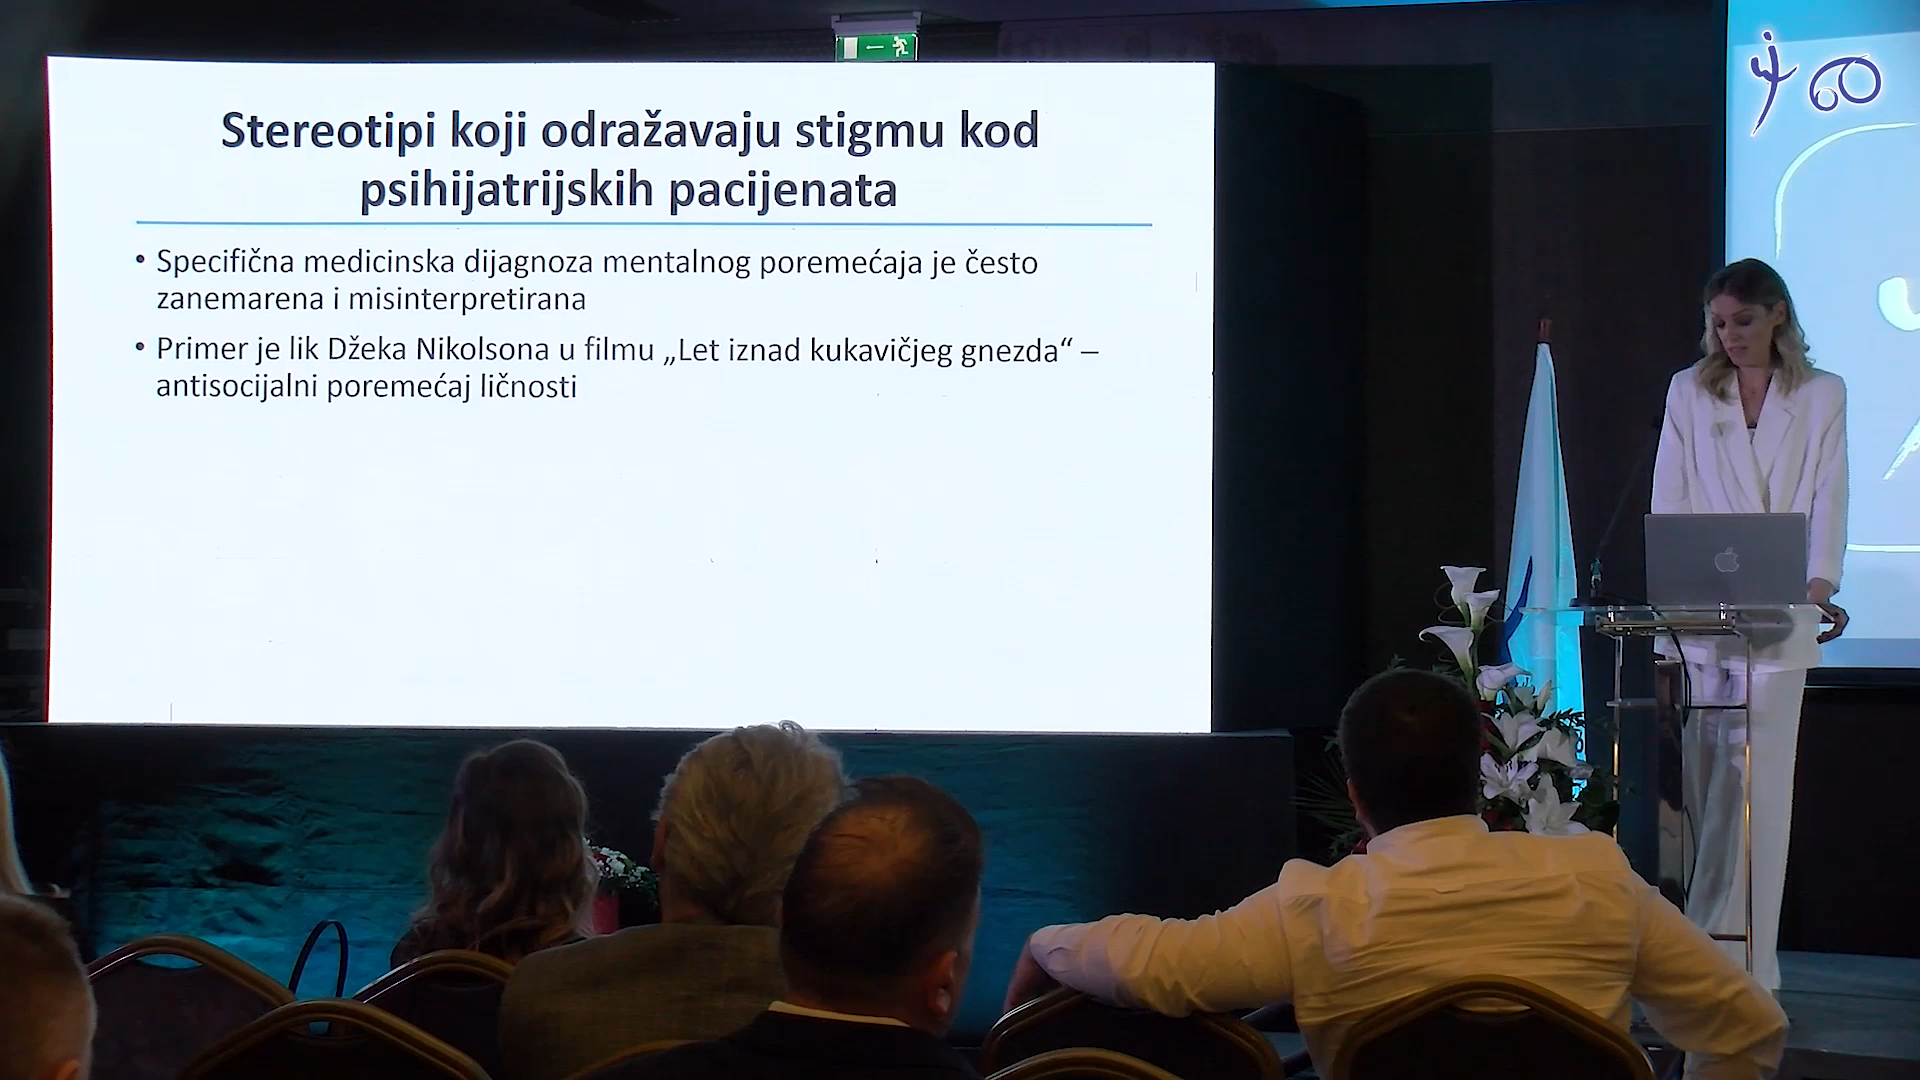 Stereotipi koji odražavaju stigmu kod
psihijatrijskih pacijenata
• Specifična medicinska dijagnoza mentalnog poremećaja je često
zanemarena i misinterpretirana
• Primer je lik Džeka Nikolsona u filmu „Let iznad kukavičjeg gnezda“ –
antisocijalni poremećaj ličnosti
60